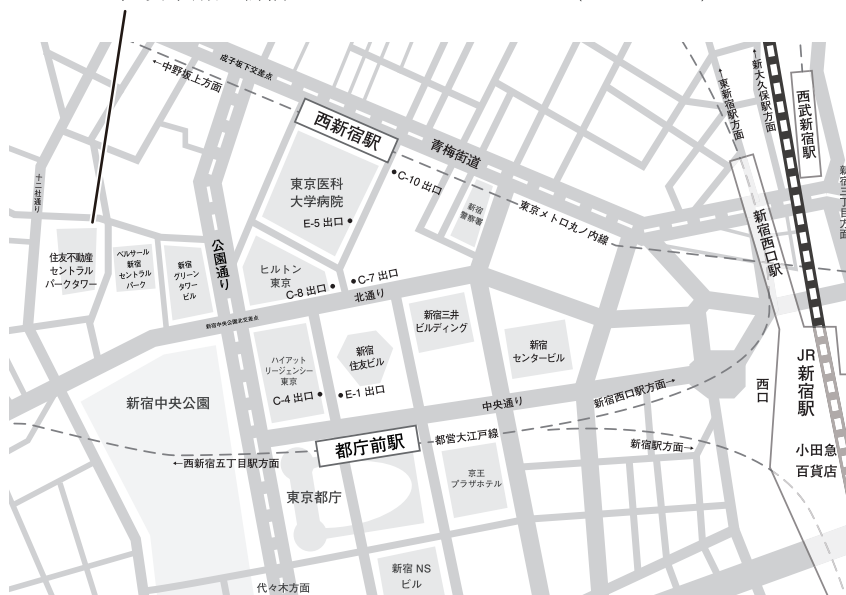 成子坂下交差点
←中野坂上方面
西新宿駅
青梅街道
←東新宿駅方面
←新大久保駅方面
西武新宿駅
新宿三丁目方面
十二社通り
東京医科
大学病院
E-5 出口
C-10 出口
新宿
警察署
東京メトロ丸ノ内線
新宿西口駅
住友不動産
セントラル
パークタワー
ベルサール
新宿
セントラル
パーク
新宿
グリーン
タワー
ビル
公園通り
ヒルトン
東京
C-8 出口
C-7 出口
北通り
新宿中央公園北交差点
新宿三井
ビルディング
新宿
住友ビル
新宿
センタービル
ハイアット
リージェンシー
東京
C-4 出口
E-1 出口
JR
新宿駅
西口
新宿中央公園
中央通り
新宿西口駅方面→
都庁前駅
都営大江戸線
新宿駅方面→
小田急
百貨店
←西新宿五丁目駅方面
東京都庁
京王
プラザホテル
新宿 NS
ビル
代々木方面